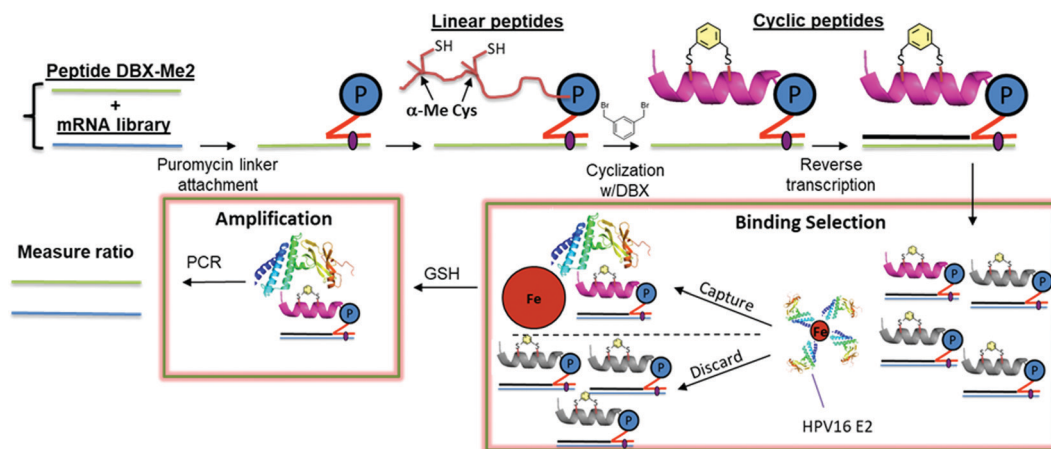 Linear peptides
Cyclic peptides
Peptide DBX-Me2
+
mRNA library
Puromycin linker
attachment
SH
SH
α-Me Cys
P
P
Br
Br
Cyclization
w/DBX
S
S
P
Reverse
transcription
S
S
P
Measure ratio
PCR
Amplification
P
GSH
Binding Selection
Fe
P
Capture
Discard
P
P
P
Fe
HPV16 E2
P
P
P
P